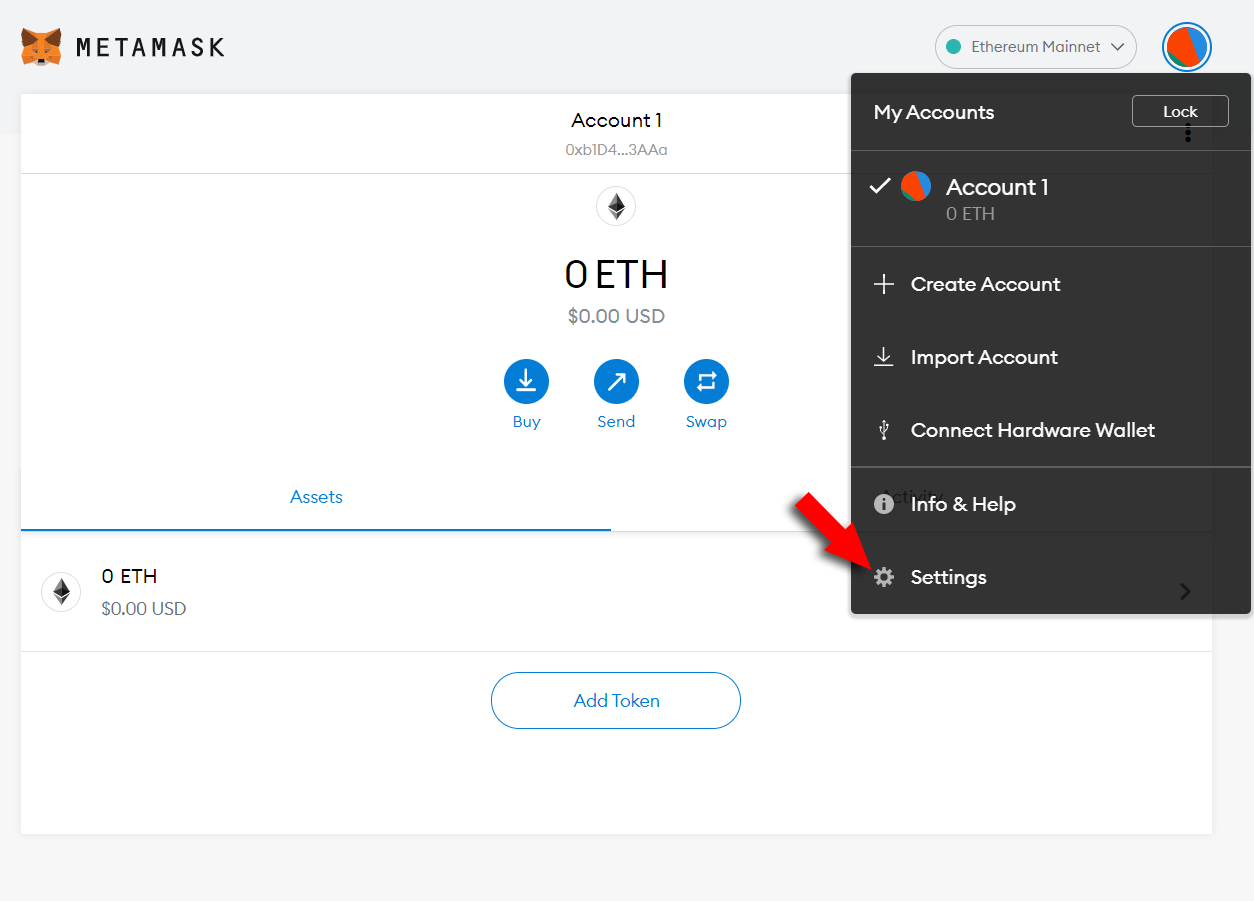 METAMASK
Ethereum Mainnet
My Accounts
Lock
Account 1
0xb1D4...3AAa
Account 1
0 ETH
0 ETH
$0.00 USD
Create Account
Import Account
Buy
Send
Swap
Connect Hardware Wallet
Assets
Activity
Info & Help
Settings
0 ETH
$0.00 USD
Add Token